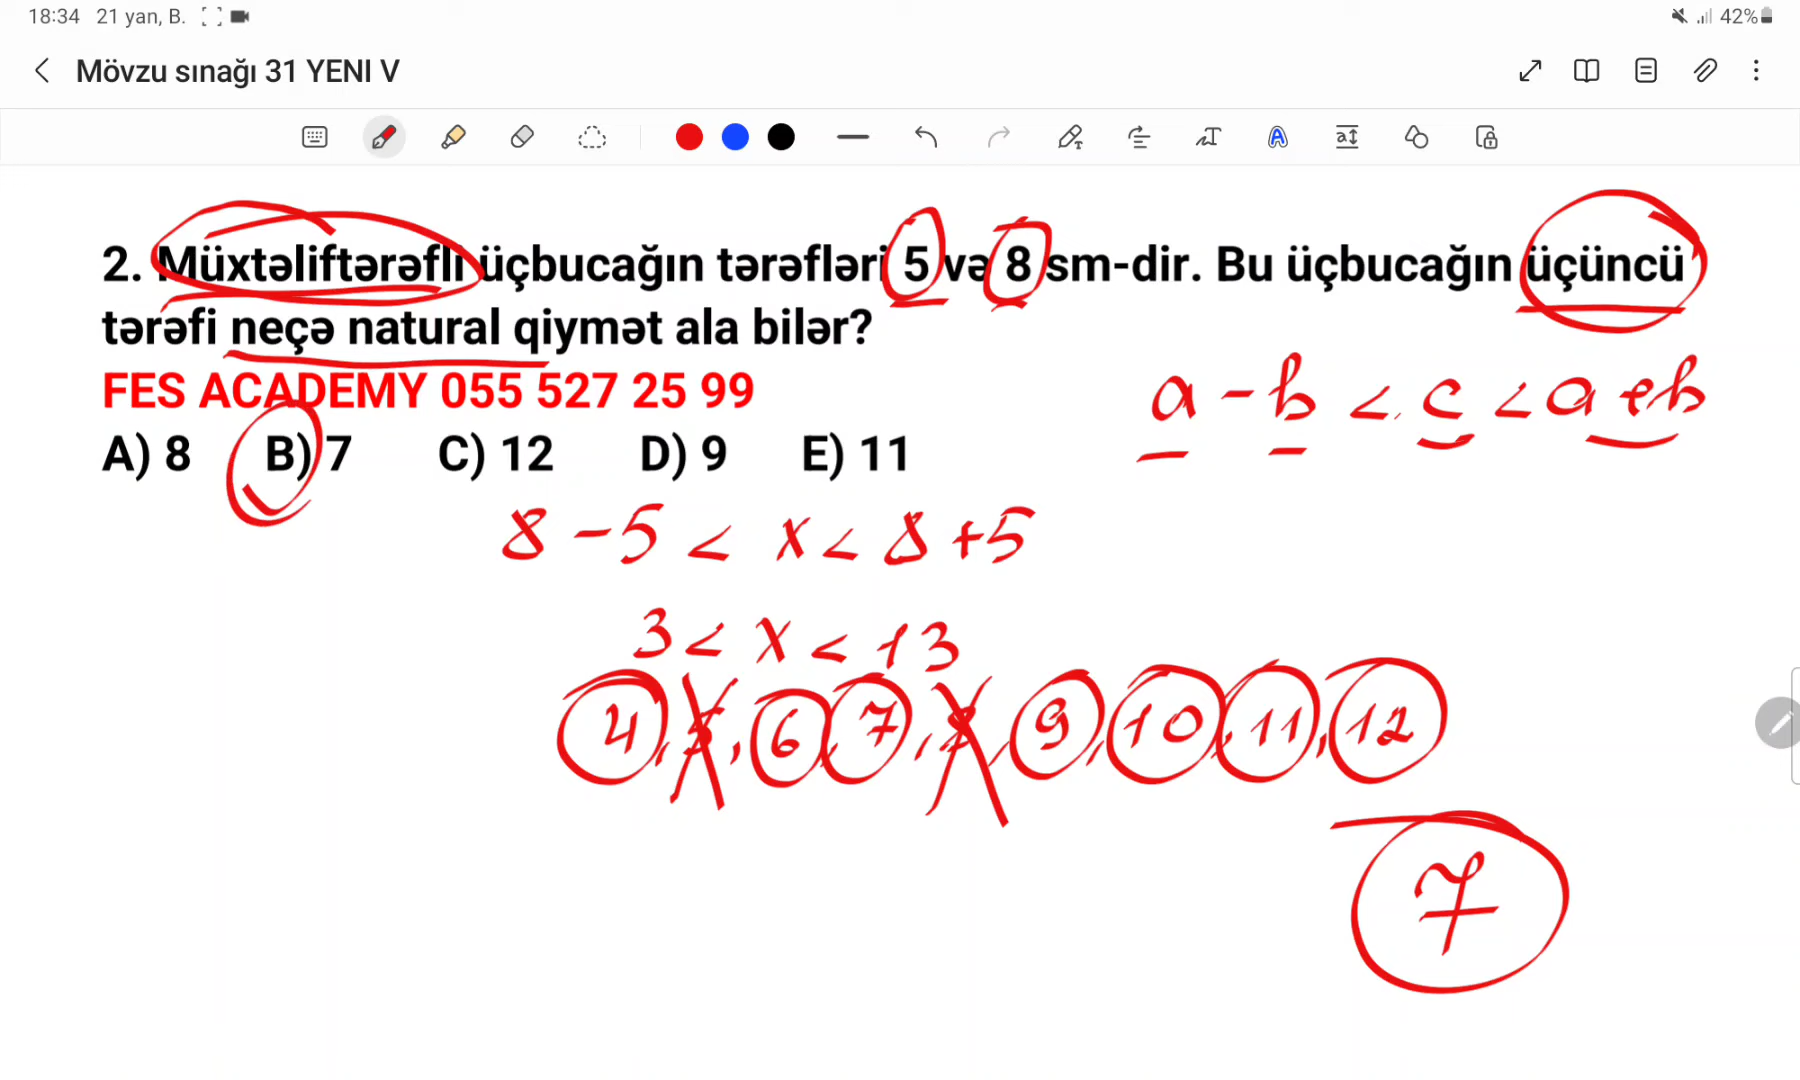 18:34 21 yan, B. 42%
Mövzu sınağı 31 YENI V
2. Müxtəliftərəfli üçbucağın tərəfləri 5 və 8 sm-dir. Bu üçbucağın üçüncü
tərəfi neçə natural qiymət ala bilər?
a - b < c < a + b
FES ACADEMY 055 527 25 99
A) 8 B) 7 C) 12 D) 9 E) 11
8 - 5 < x < 8 + 5
3 < x < 13
4, 5, 6, 7, 8, 9, 10, 11, 12
7